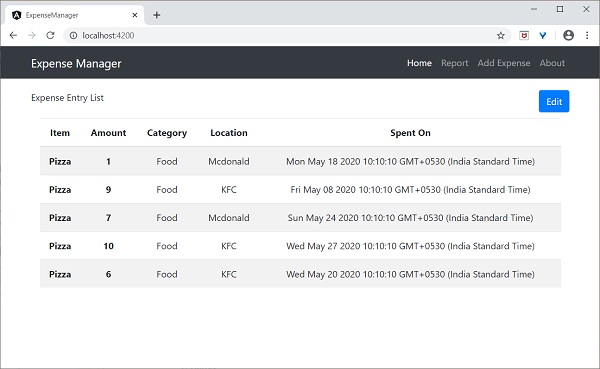 ExpenseManager
localhost:4200
Expense Manager
Home Report Add Expense About
Expense Entry List
Edit
Item Amount Category Location Spent On
Pizza 1 Food Mcdonald Mon May 18 2020 10:10:10 GMT+0530 (India Standard Time)
Pizza 9 Food KFC Fri May 08 2020 10:10:10 GMT+0530 (India Standard Time)
Pizza 7 Food Mcdonald Sun May 24 2020 10:10:10 GMT+0530 (India Standard Time)
Pizza 10 Food KFC Wed May 27 2020 10:10:10 GMT+0530 (India Standard Time)
Pizza 6 Food KFC Wed May 20 2020 10:10:10 GMT+0530 (India Standard Time)